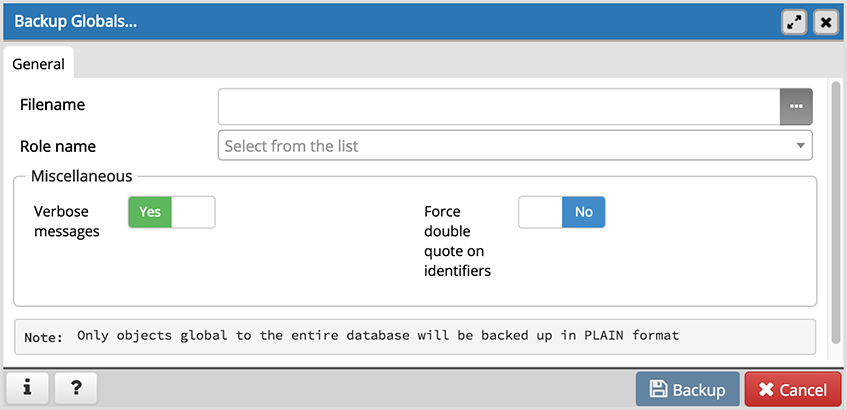 Backup Globals...
General
Filename
Role name
Select from the list
Miscellaneous
Verbose
messages
Yes
Force
double
quote on
identifiers
No
Note: Only objects global to the entire database will be backed up in PLAIN format
i
?
Backup
Cancel